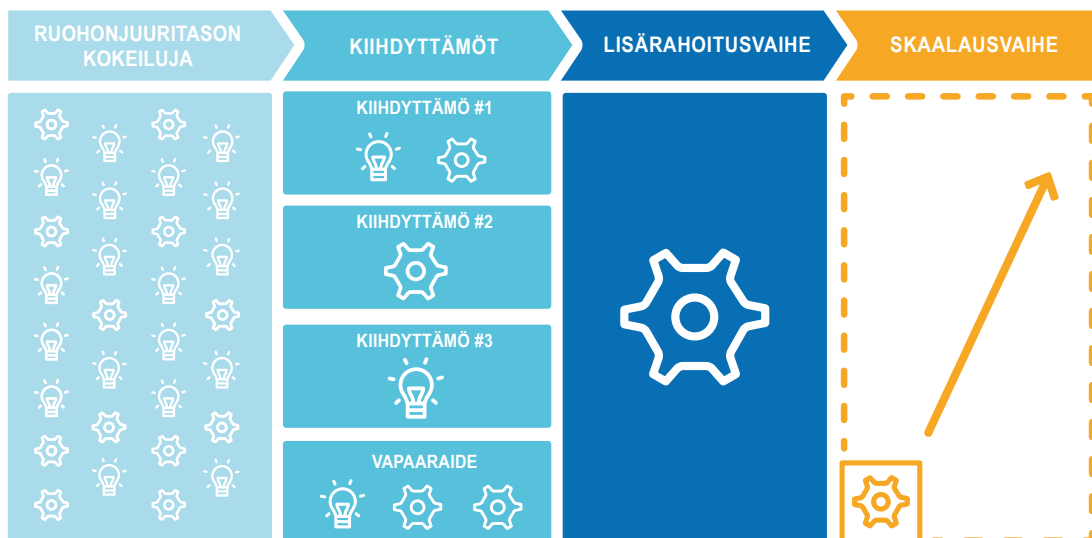 RUOHONJUURITASON
KOKEILUJA
KIIHDYTTÄMÖT
LISÄRAHOITUSVAIHE
SKAALAUSVAIHE
KIIHDYTTÄMÖ #1
KIIHDYTTÄMÖ #2
KIIHDYTTÄMÖ #3
VAPAARAIDE